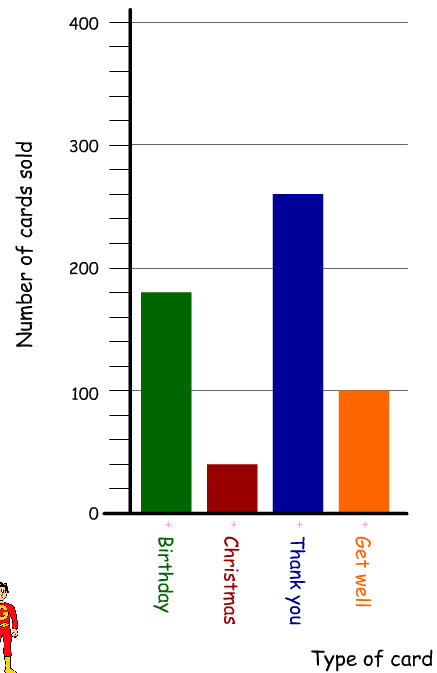 400
300
200
100
0
Number of cards sold
Birthday
Christmas
Thank you
Get well
Type of card